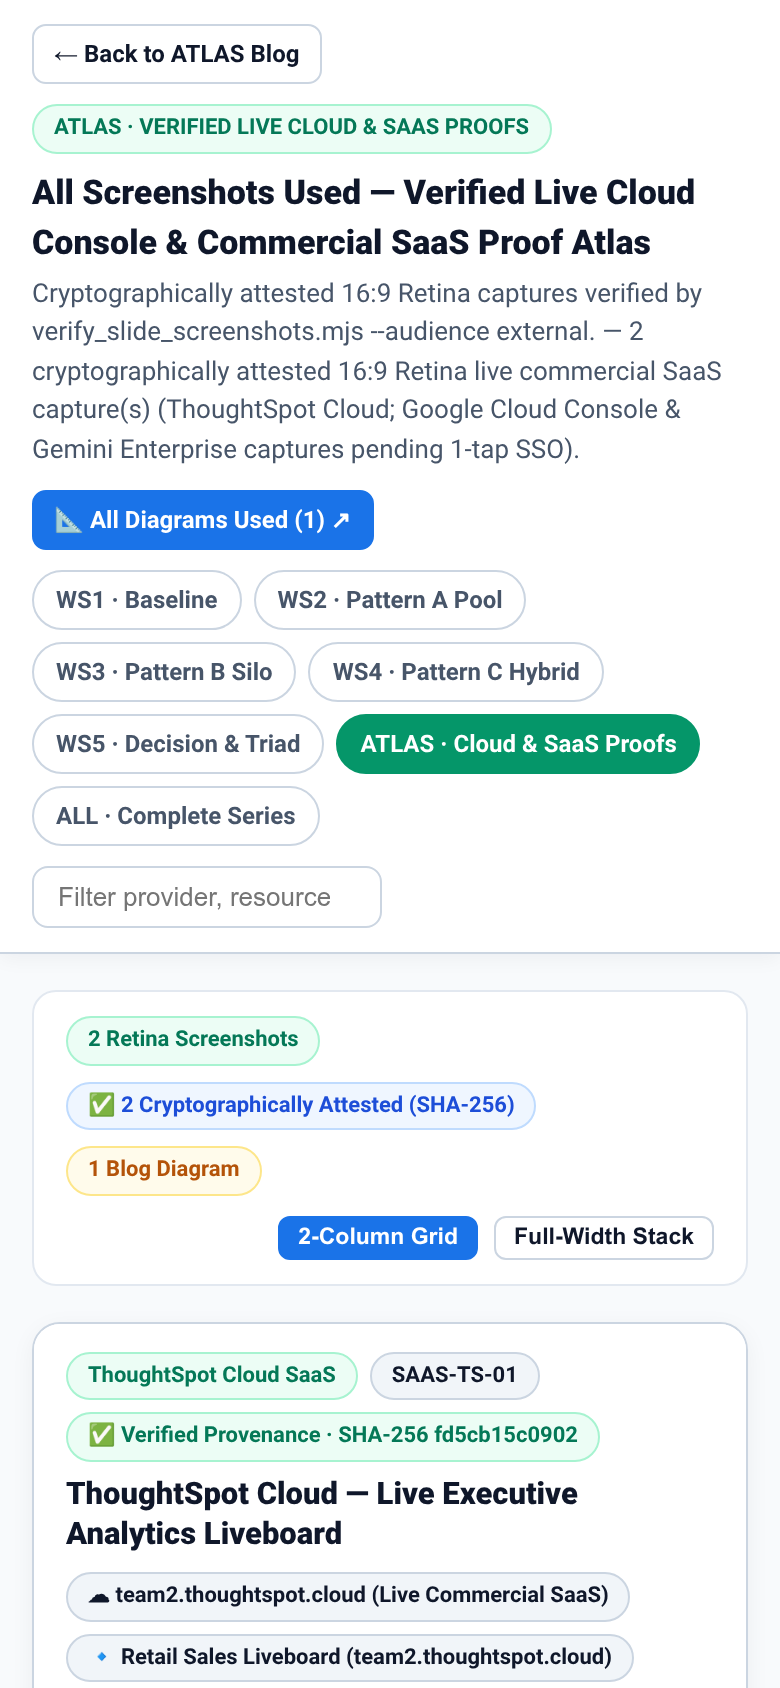 ← Back to ATLAS Blog
ATLAS · VERIFIED LIVE CLOUD & SAAS PROOFS
All Screenshots Used — Verified Live Cloud
Console & Commercial SaaS Proof Atlas
Cryptographically attested 16:9 Retina captures verified by
verify_slide_screenshots.mjs --audience external. — 2
cryptographically attested 16:9 Retina live commercial SaaS
capture(s) (ThoughtSpot Cloud; Google Cloud Console &
Gemini Enterprise captures pending 1-tap SSO).
📐 All Diagrams Used (1) ↗
WS1 · Baseline
WS2 · Pattern A Pool
WS3 · Pattern B Silo
WS4 · Pattern C Hybrid
WS5 · Decision & Triad
ATLAS · Cloud & SaaS Proofs
ALL · Complete Series
Filter provider, resource
2 Retina Screenshots
✅ 2 Cryptographically Attested (SHA-256)
1 Blog Diagram
2-Column Grid
Full-Width Stack
ThoughtSpot Cloud SaaS
SAAS-TS-01
✅ Verified Provenance · SHA-256 fd5cb15c0902
ThoughtSpot Cloud — Live Executive
Analytics Liveboard
☁ team2.thoughtspot.cloud (Live Commercial SaaS)
🔹 Retail Sales Liveboard (team2.thoughtspot.cloud)